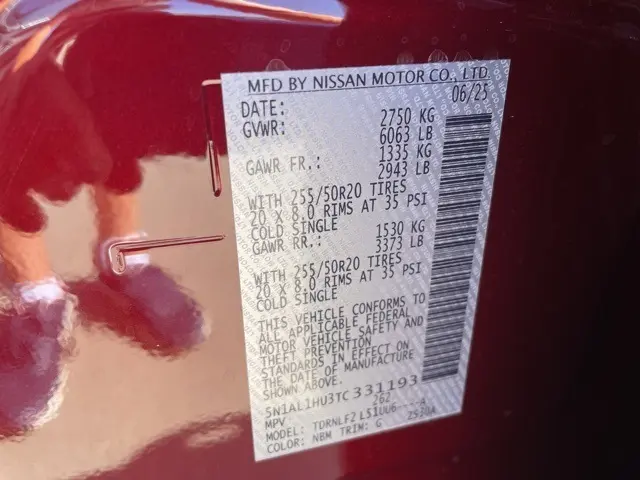 MFD BY NISSAN MOTOR CO., LTD.
DATE: 06/25
GVWR: 2750 KG
6063 LB
GAWR FR.: 1335 KG
2943 LB
WITH 255/50R20 TIRES
20 X 8.0 RIMS AT 35 PSI
COLD SINGLE
GAWR RR.: 1530 KG
3373 LB
WITH 255/50R20 TIRES
20 X 8.0 RIMS AT 35 PSI
COLD SINGLE
THIS VEHICLE CONFORMS TO
ALL APPLICABLE FEDERAL
MOTOR VEHICLE SAFETY AND
THEFT PREVENTION
STANDARDS IN EFFECT ON
THE DATE OF MANUFACTURE
SHOWN ABOVE.
5N1AL1HU3TC331193
MPV 262
MODEL: TDRNLF2 L51UU6---A
COLOR: NBM TRIM: G 2530A